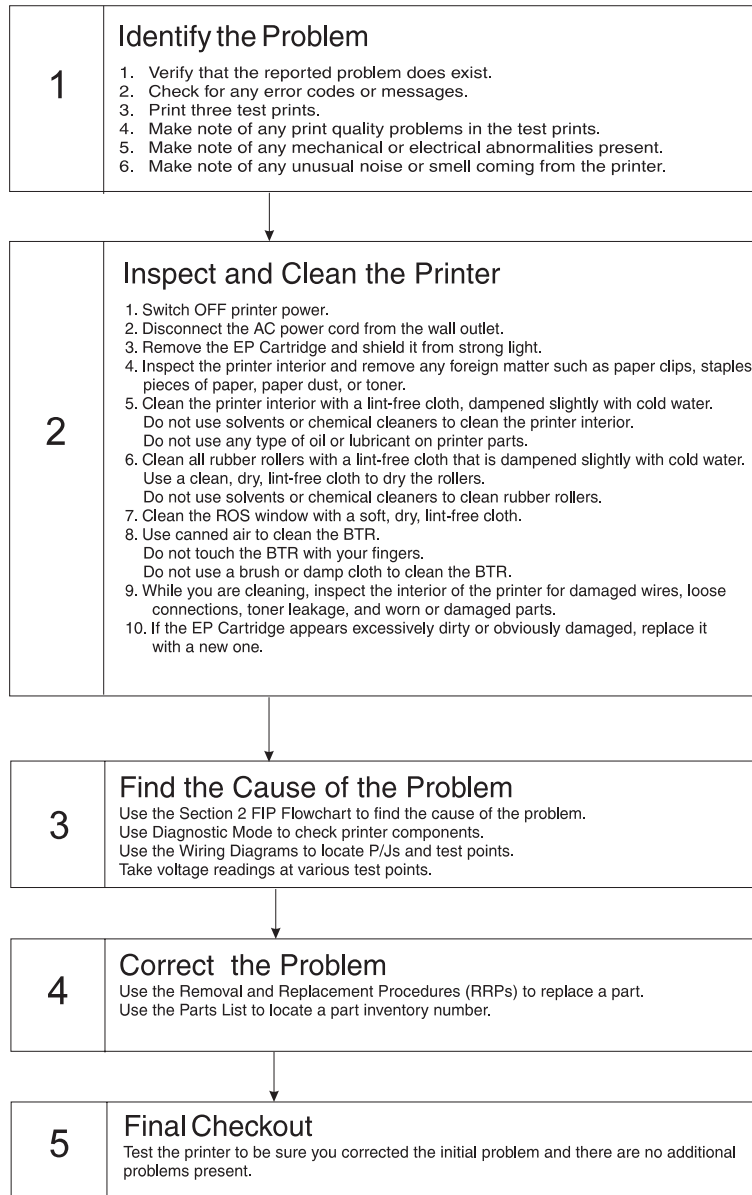 1
Identify the Problem
1. Verify that the reported problem does exist.
2. Check for any error codes or messages.
3. Print three test prints.
4. Make note of any print quality problems in the test prints.
5. Make note of any mechanical or electrical abnormalities present.
6. Make note of any unusual noise or smell coming from the printer.
2
Inspect and Clean the Printer
1. Switch OFF printer power.
2. Disconnect the AC power cord from the wall outlet.
3. Remove the EP Cartridge and shield it from strong light.
4. Inspect the printer interior and remove any foreign matter such as paper clips, staples
pieces of paper, paper dust, or toner.
5. Clean the printer interior with a lint-free cloth, dampened slightly with cold water.
Do not use solvents or chemical cleaners to clean the printer interior.
Do not use any type of oil or lubricant on printer parts.
6. Clean all rubber rollers with a lint-free cloth that is dampened slightly with cold water.
Use a clean, dry, lint-free cloth to dry the rollers.
Do not use solvents or chemical cleaners to clean rubber rollers.
7. Clean the ROS window with a soft, dry, lint-free cloth.
8. Use canned air to clean the BTR.
Do not touch the BTR with your fingers.
Do not use a brush or damp cloth to clean the BTR.
9. While you are cleaning, inspect the interior of the printer for damaged wires, loose
connections, toner leakage, and worn or damaged parts.
10. If the EP Cartridge appears excessively dirty or obviously damaged, replace it
with a new one.
3
Find the Cause of the Problem
Use the Section 2 FIP Flowchart to find the cause of the problem.
Use Diagnostic Mode to check printer components.
Use the Wiring Diagrams to locate P/Js and test points.
Take voltage readings at various test points.
4
Correct the Problem
Use the Removal and Replacement Procedures (RRPs) to replace a part.
Use the Parts List to locate a part inventory number.
5
Final Checkout
Test the printer to be sure you corrected the initial problem and there are no additional
problems present.